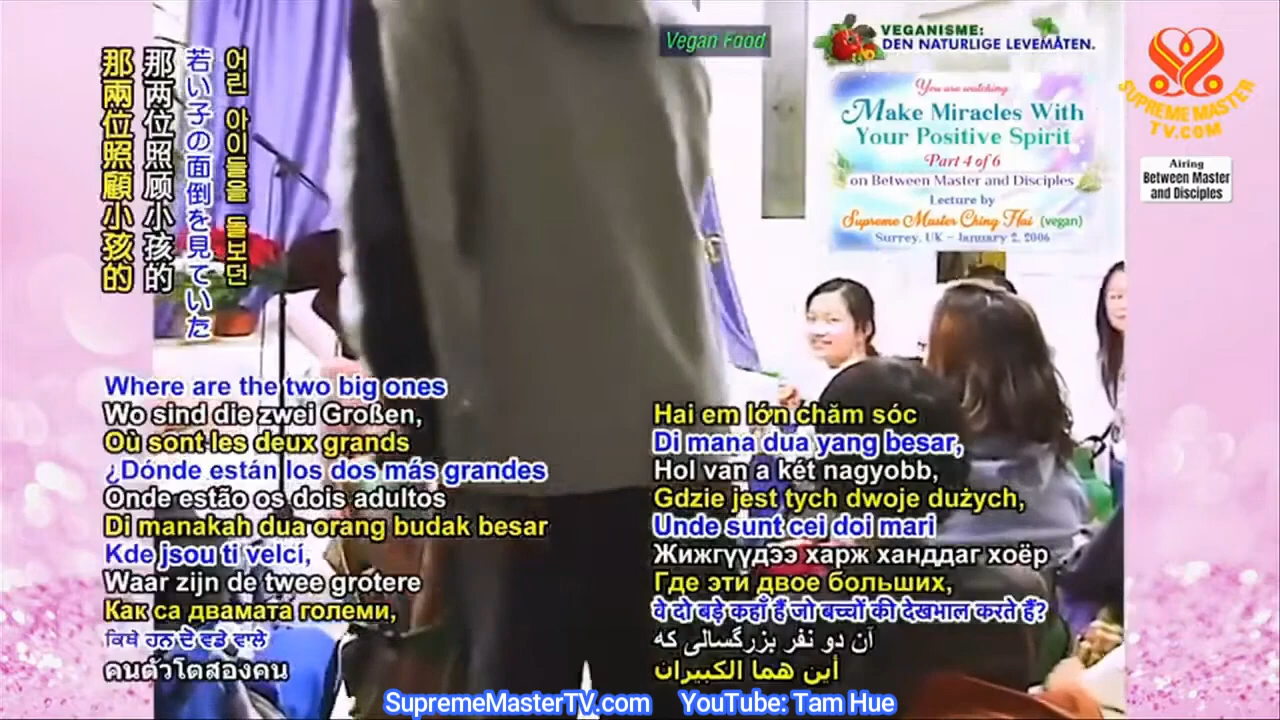 Vegan Food
VEGANISME:
DEN NATURLIGE LEVEMÅTEN.
You are watching
Make Miracles With
Your Positive Spirit
Part 4 of 6
on Between Master and Disciples
Lecture by
Supreme Master Ching Hai (vegan)
Surrey, UK - January 2, 2006
SUPREME MASTER
TV.COM
Airing
Between Master
and Disciples
那兩位照顧小孩的
那两位照顾小孩的
若い子の面倒を見ていた
어린 아이들을 돌보던
Where are the two big ones
Wo sind die zwei Großen,
Où sont les deux grands
¿Dónde están los dos más grandes
Onde estão os dois adultos
Di manakah dua orang budak besar
Kde jsou ti velcí,
Waar zijn de twee grotere
Как са двамата големи,
ਕਿਥੇ ਹਨ ਦੋ ਵਡੇ ਵਾਲੇ
คนตัวโตสองคน
Hai em lớn chăm sóc
Di mana dua yang besar,
Hol van a két nagyobb,
Gdzie jest tych dwoje dużych,
Unde sunt cei doi mari
Жижгүүдээ харж ханддаг хоёр
Где эти двое больших,
वे दो बड़े कहाँ हैं जो बच्चों की देखभाल करते हैं?
آن دو نفر بزرگسالی که
أين هما الكبيران
SupremeMasterTV.com YouTube: Tam Hue